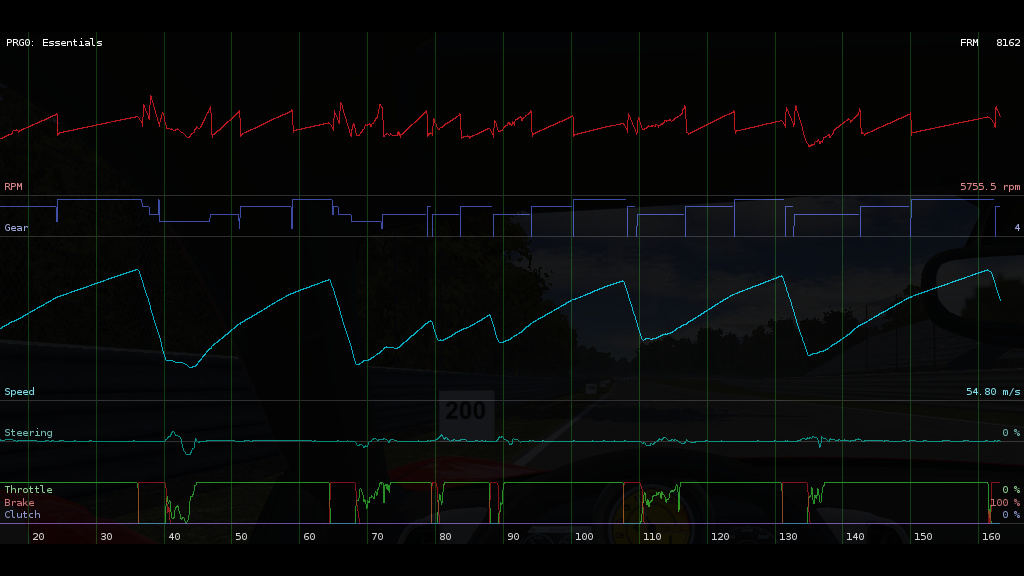 PRG0: Essentials
FRM 8162
RPM
5755.5 rpm
Gear
4
Speed
54.80 m/s
200
Steering
0 %
Throttle
0 %
Brake
100 %
Clutch
0 %
20 30 40 50 60 70 80 90 100 110 120 130 140 150 160